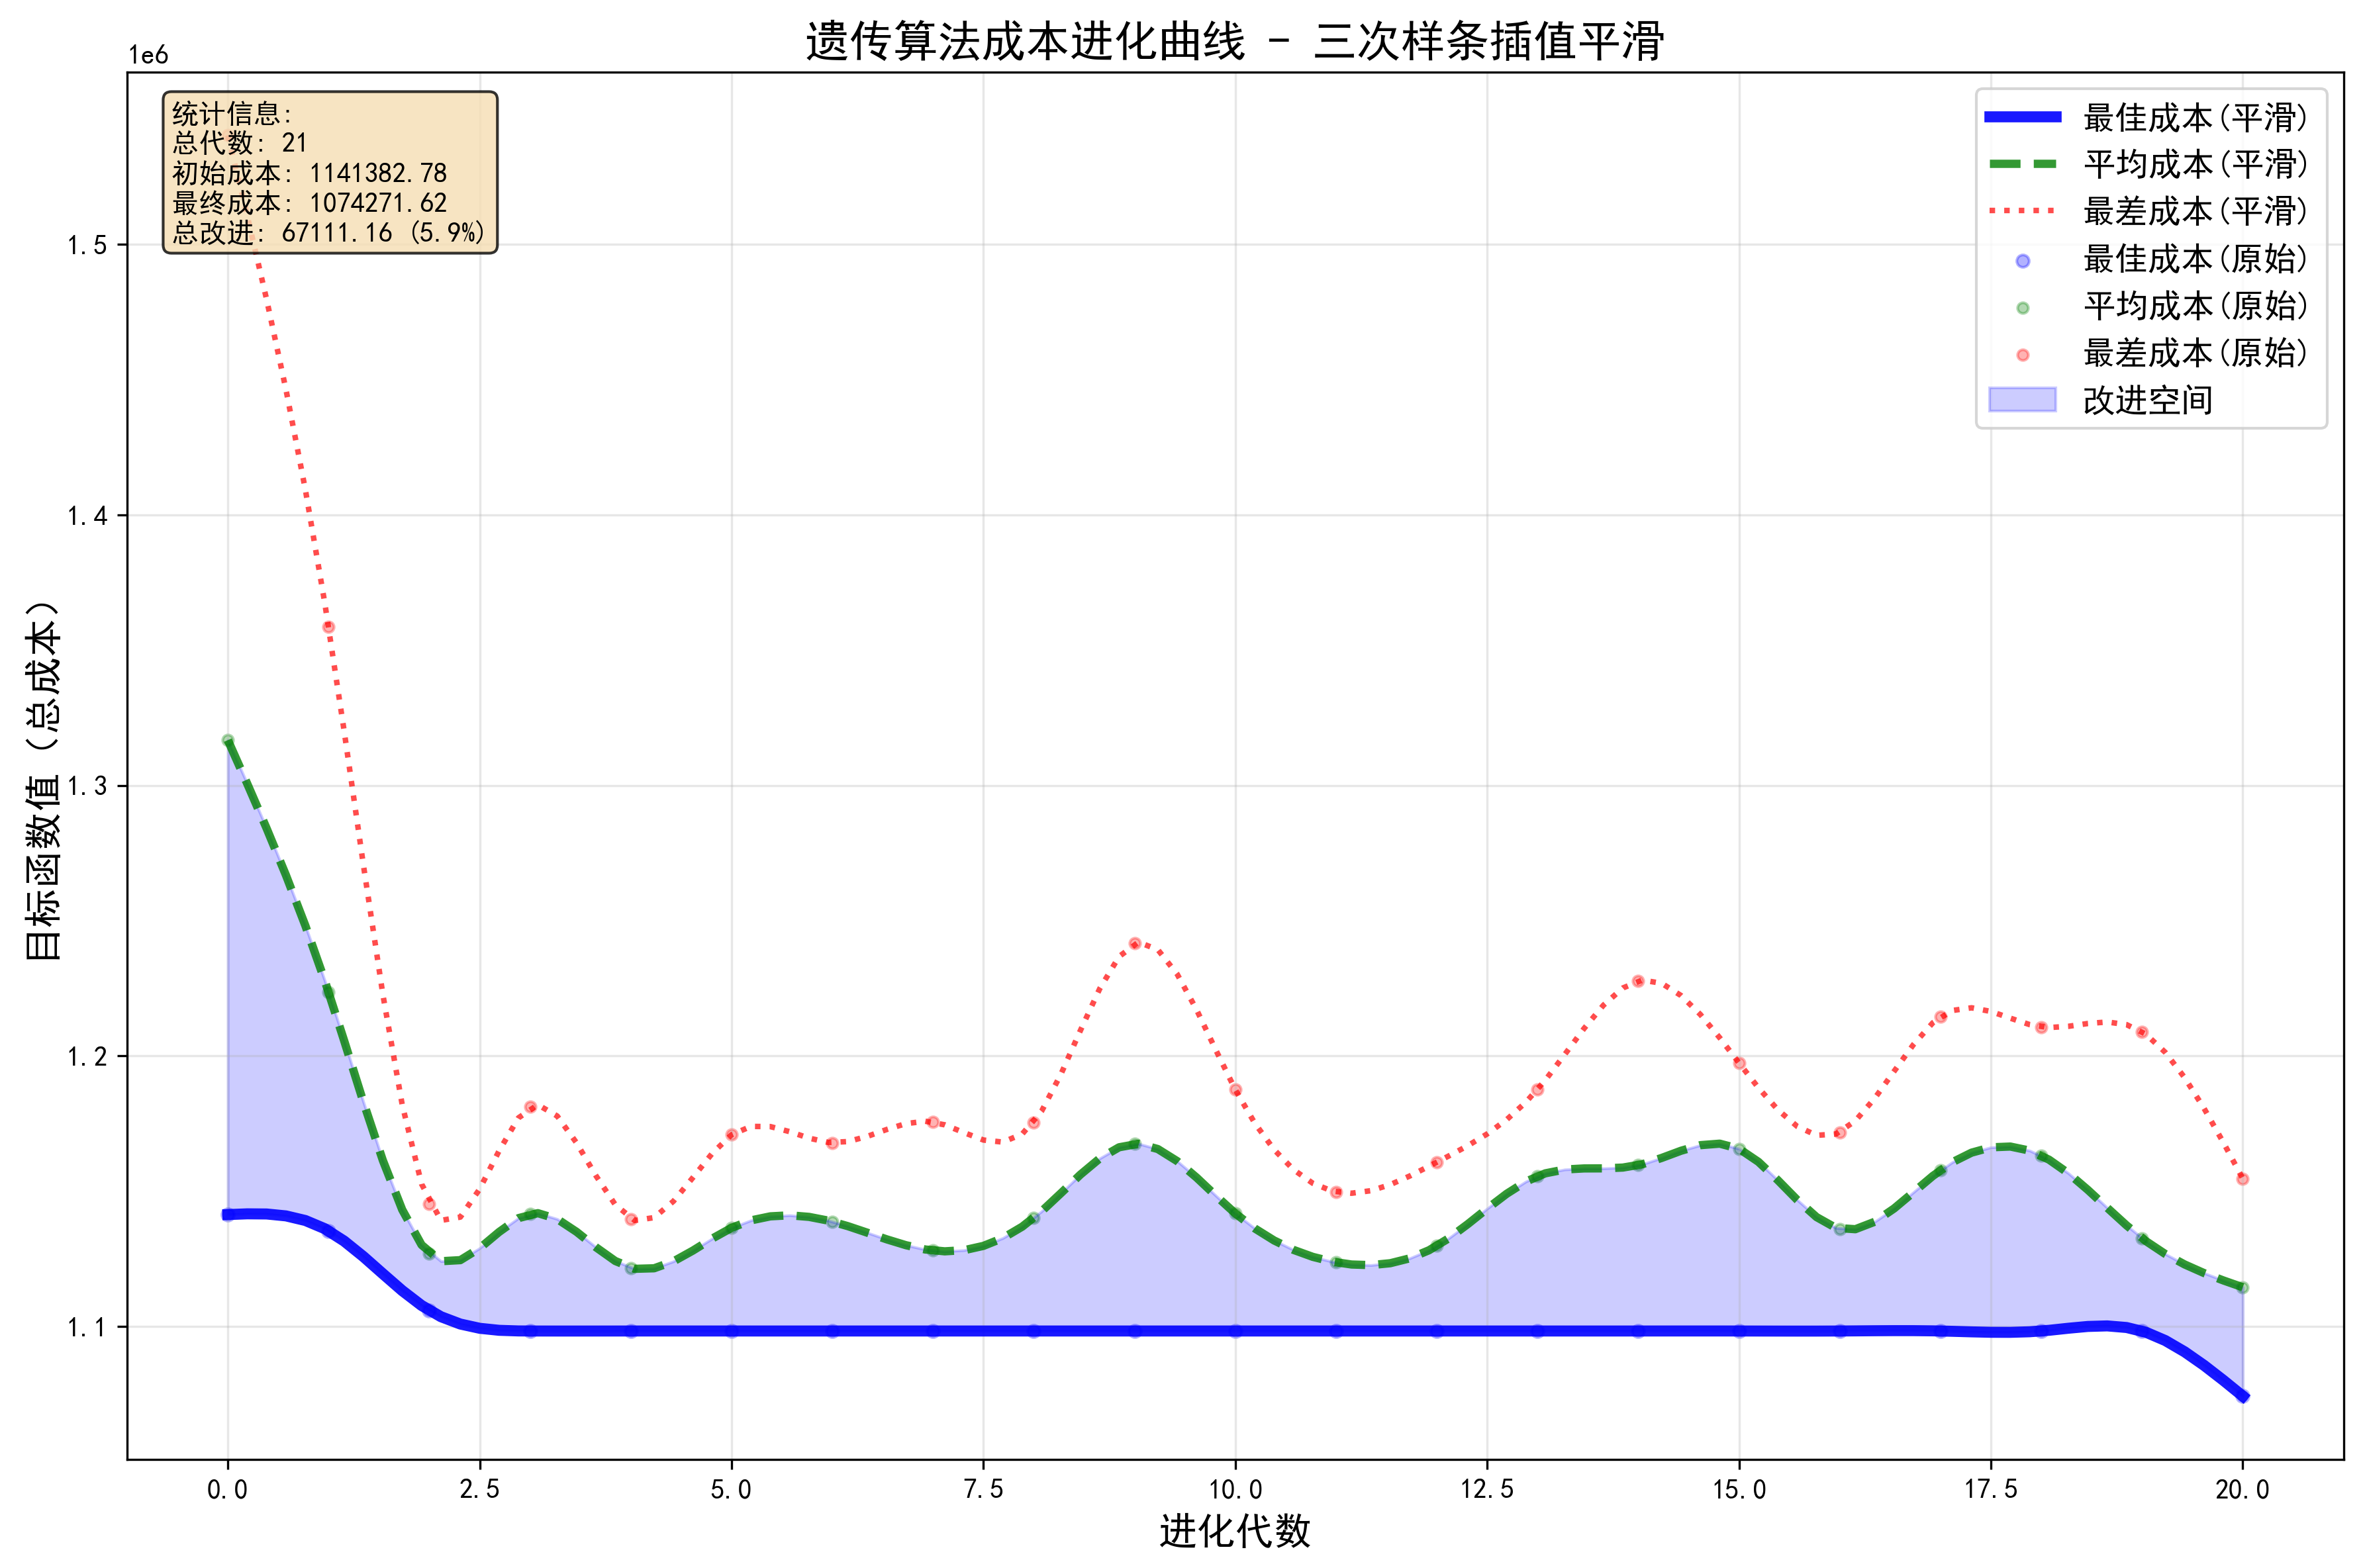 遗传算法成本进化曲线 - 三次样条插值平滑
1e6
统计信息:
总代数: 21
初始成本: 1141382.78
最终成本: 1074271.62
总改进: 67111.16 (5.9%)
最佳成本(平滑)
平均成本(平滑)
最差成本(平滑)
最佳成本(原始)
平均成本(原始)
最差成本(原始)
改进空间
目标函数值 (总成本)
1.5
1.4
1.3
1.2
1.1
0.0
2.5
5.0
7.5
10.0
12.5
15.0
17.5
20.0
进化代数